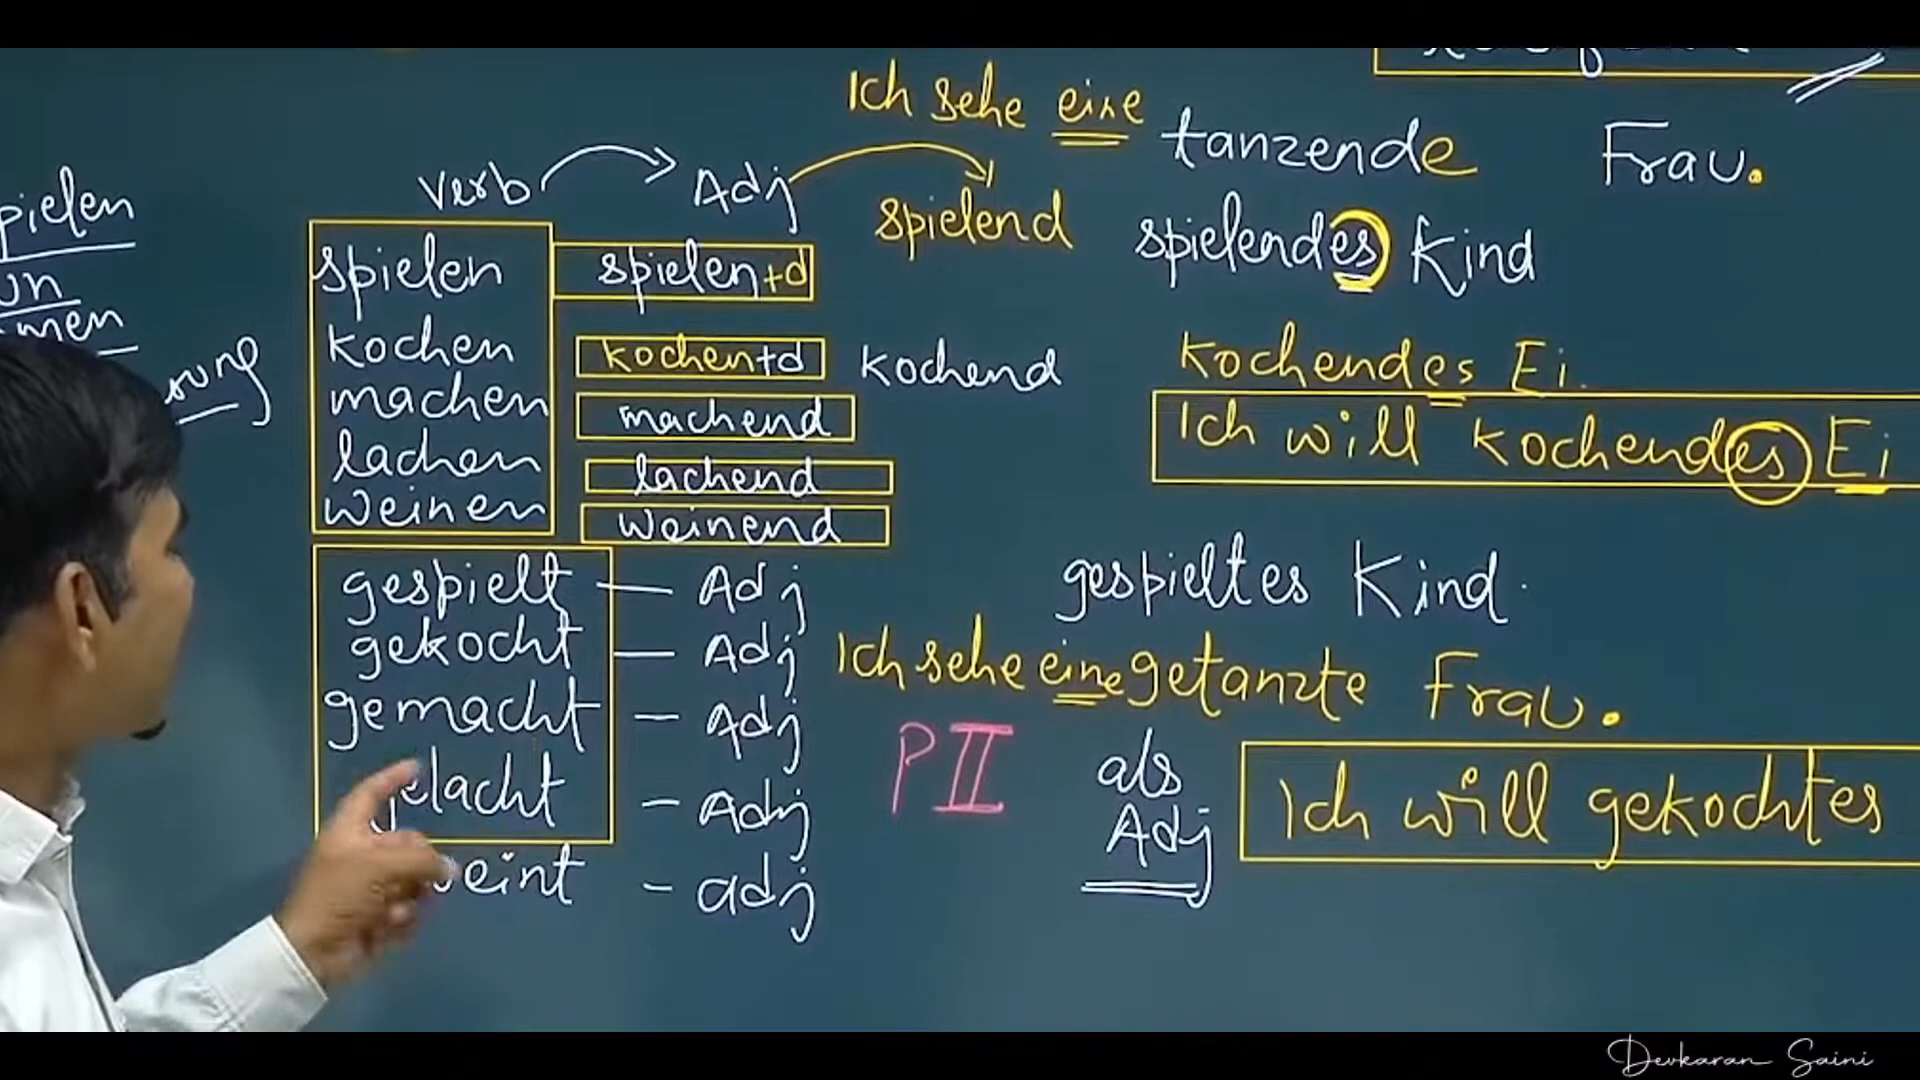 Ich sehe eine tanzende Frau.
verb Adj spielend
spielendes Kind
spielen spielen+d
kochen kochen+d kochend
kochendes Ei.
machen machend
Ich will kochendes Ei
lachen lachend
weinen weinend
gespielt — Adj
gespieltes Kind.
gekocht — Adj
Ich sehe eine getanzte Frau.
gemacht — Adj
PII als Adj
gelacht — Adj
Ich will gekochtes
weint - adj
Devkaran Saini